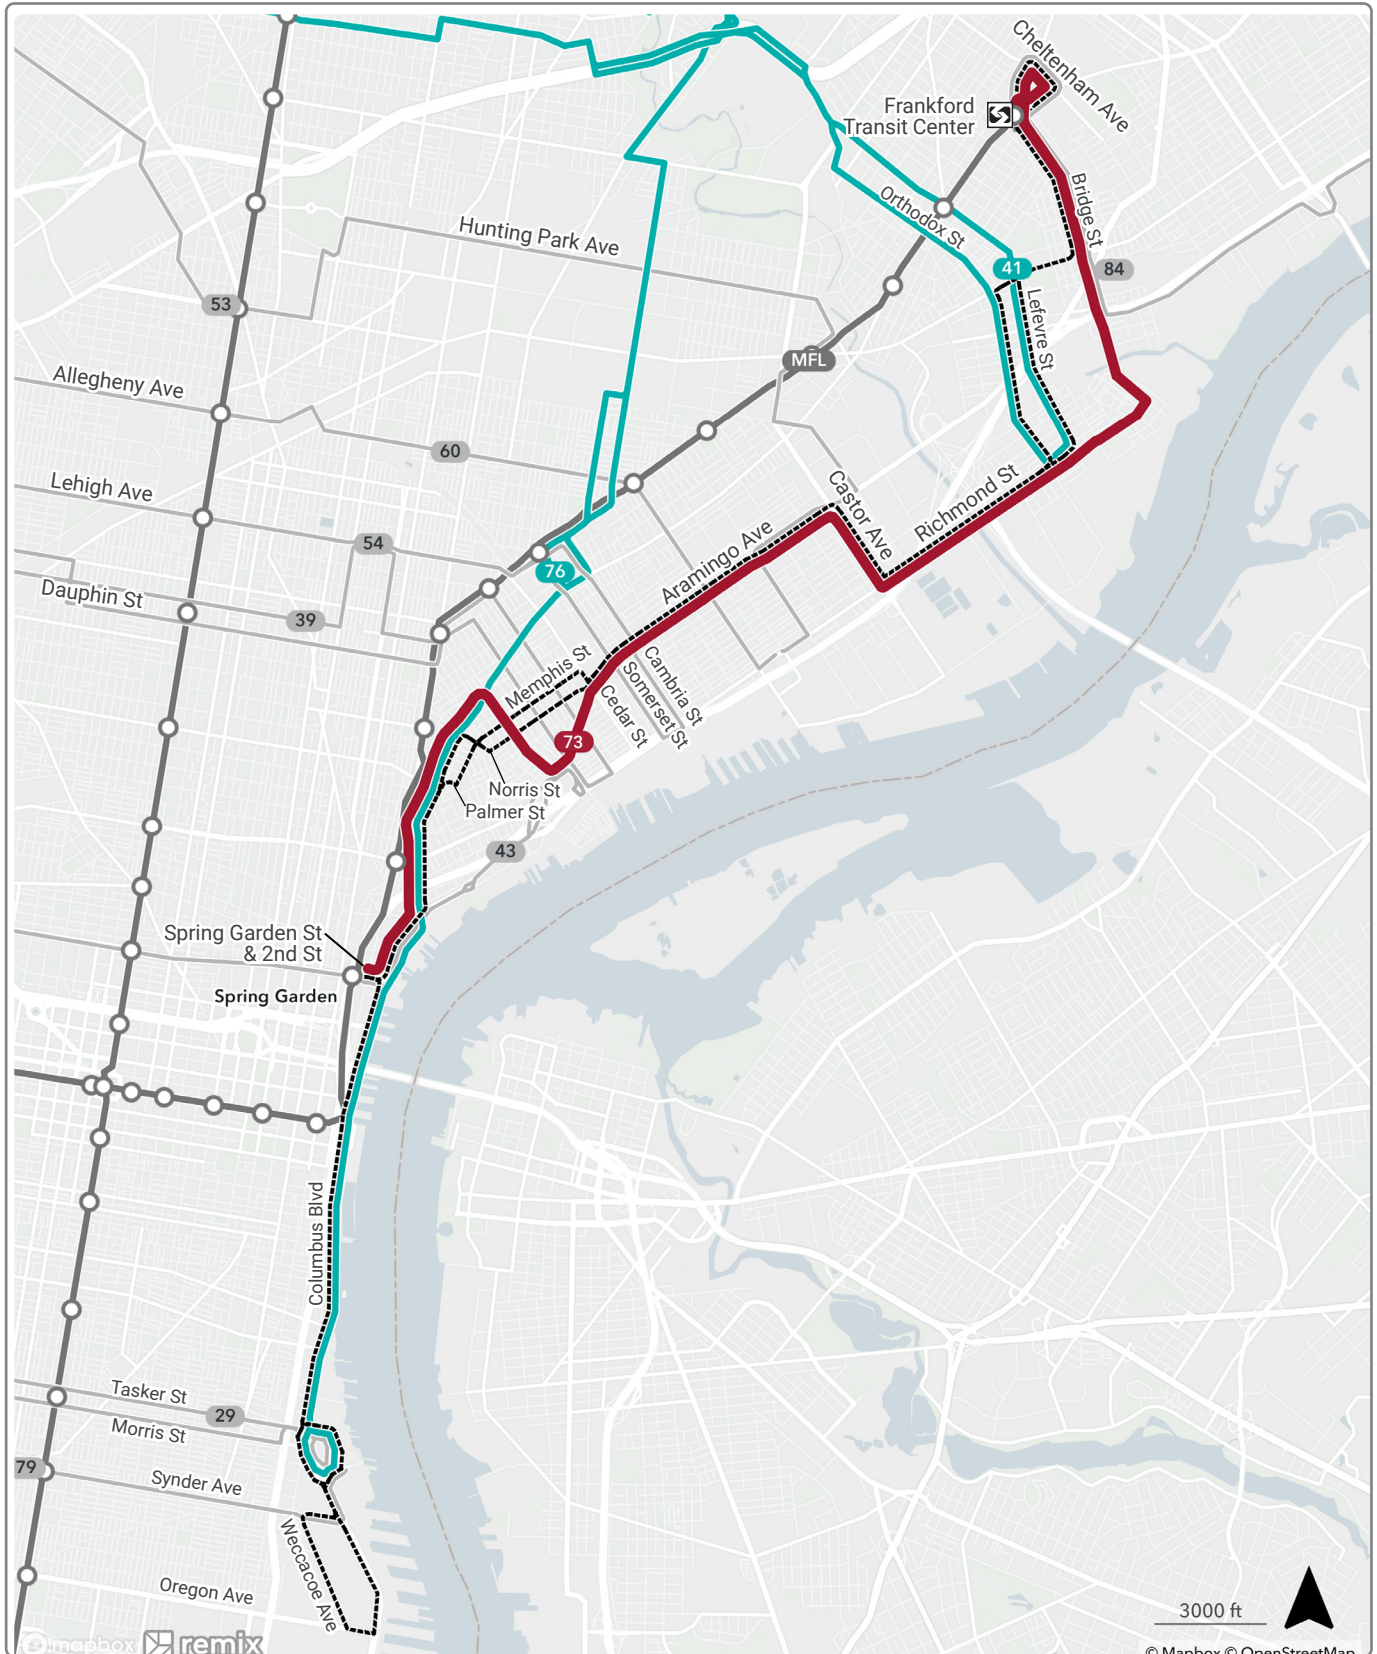 Cheltenham Ave
Frankford
Transit Center
Bridge St
Orthodox St
Hunting Park Ave
41
84
53
Lefevre St
MFL
Allegheny Ave
60
Lehigh Ave
Castor Ave
Richmond St
54
Aramingo Ave
76
Dauphin St
39
Memphis St
Cambria St
Somerset St
Cedar St
73
Norris St
Palmer St
43
Spring Garden St
& 2nd St
Spring Garden
Columbus Blvd
Tasker St
29
Morris St
79
Synder Ave
Weccacoe Ave
Oregon Ave
3000 ft
mapbox remix
© Mapbox © OpenStreetMap